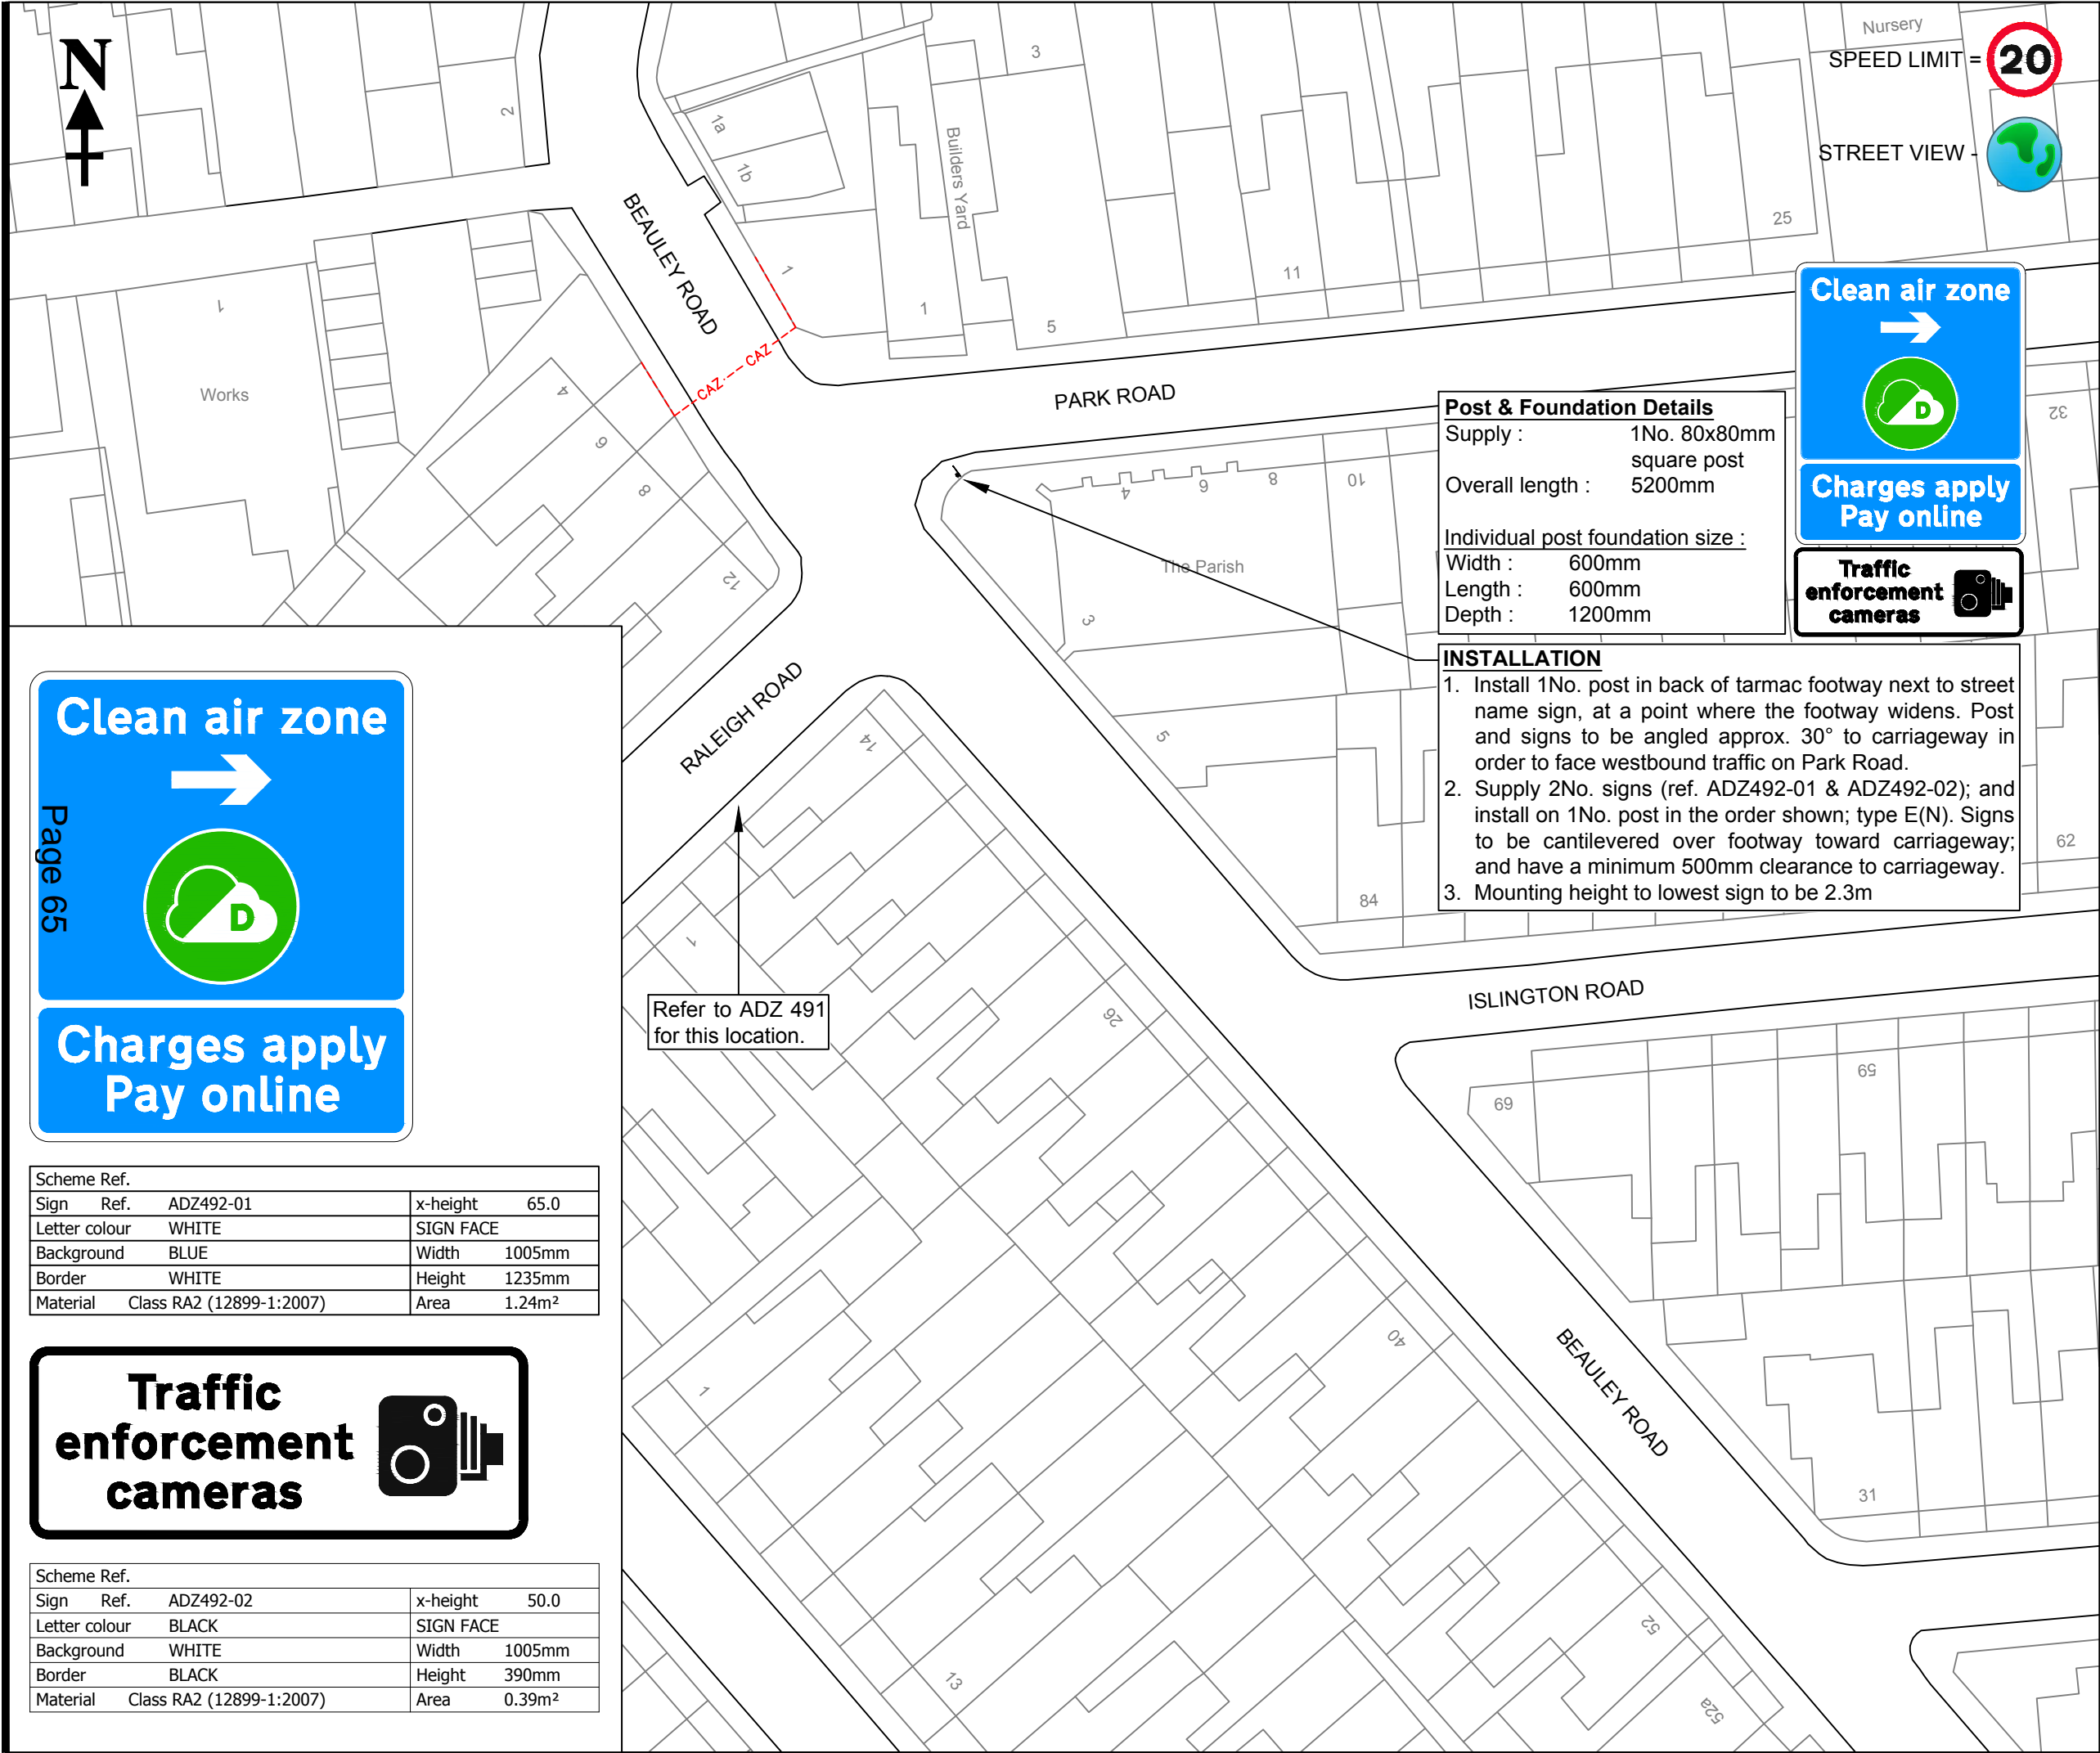 N
SPEED LIMIT =
20
STREET VIEW -
Nursery
3
2
1a
1b
Builders Yard
BEAULEY ROAD
25
11
1
1
5
1
Works
CAZ
CAZ
PARK ROAD
4
6
8
12
4
6
8
10
The Parish
3
5
32
62
84
Clean air zone
D
Charges apply
Pay online
Traffic
enforcement
cameras
Post & Foundation Details
Supply : 1No. 80x80mm
square post
Overall length : 5200mm
Individual post foundation size :
Width : 600mm
Length : 600mm
Depth : 1200mm
INSTALLATION
1. Install 1No. post in back of tarmac footway next to street
name sign, at a point where the footway widens. Post
and signs to be angled approx. 30° to carriageway in
order to face westbound traffic on Park Road.
2. Supply 2No. signs (ref. ADZ492-01 & ADZ492-02); and
install on 1No. post in the order shown; type E(N). Signs
to be cantilevered over footway toward carriageway;
and have a minimum 500mm clearance to carriageway.
3. Mounting height to lowest sign to be 2.3m
RALEIGH ROAD
14
1
Refer to ADZ 491
for this location.
26
ISLINGTON ROAD
59
69
40
BEAULEY ROAD
31
1
13
52
52a
Page 65
Clean air zone
D
Charges apply
Pay online
Scheme Ref.
Sign Ref. ADZ492-01 x-height 65.0
Letter colour WHITE SIGN FACE
Background BLUE Width 1005mm
Border WHITE Height 1235mm
Material Class RA2 (12899-1:2007) Area 1.24m²
Traffic
enforcement
cameras
Scheme Ref.
Sign Ref. ADZ492-02 x-height 50.0
Letter colour BLACK SIGN FACE
Background WHITE Width 1005mm
Border BLACK Height 390mm
Material Class RA2 (12899-1:2007) Area 0.39m²